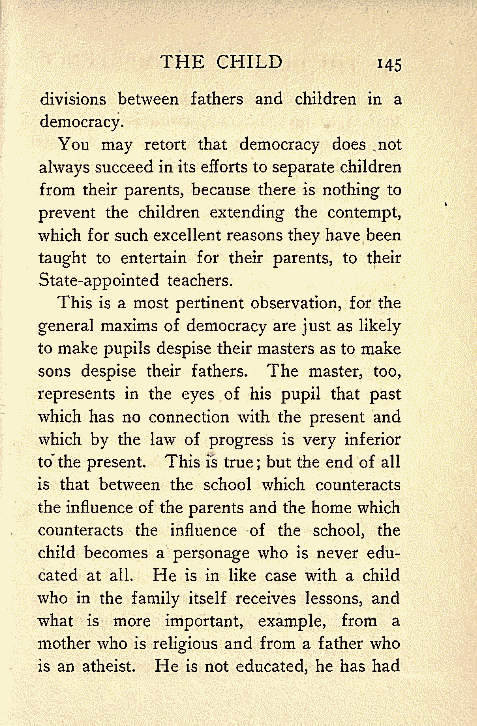 THE CHILD 145
divisions between fathers and children in a
democracy.
You may retort that democracy does not
always succeed in its efforts to separate children
from their parents, because there is nothing to
prevent the children extending the contempt,
which for such excellent reasons they have been
taught to entertain for their parents, to their
State-appointed teachers.
This is a most pertinent observation, for the
general maxims of democracy are just as likely
to make pupils despise their masters as to make
sons despise their fathers. The master, too,
represents in the eyes of his pupil that past
which has no connection with the present and
which by the law of progress is very inferior
to the present. This is true; but the end of all
is that between the school which counteracts
the influence of the parents and the home which
counteracts the influence of the school, the
child becomes a personage who is never edu-
cated at all. He is in like case with a child
who in the family itself receives lessons, and
what is more important, example, from a
mother who is religious and from a father who
is an atheist. He is not educated, he has had